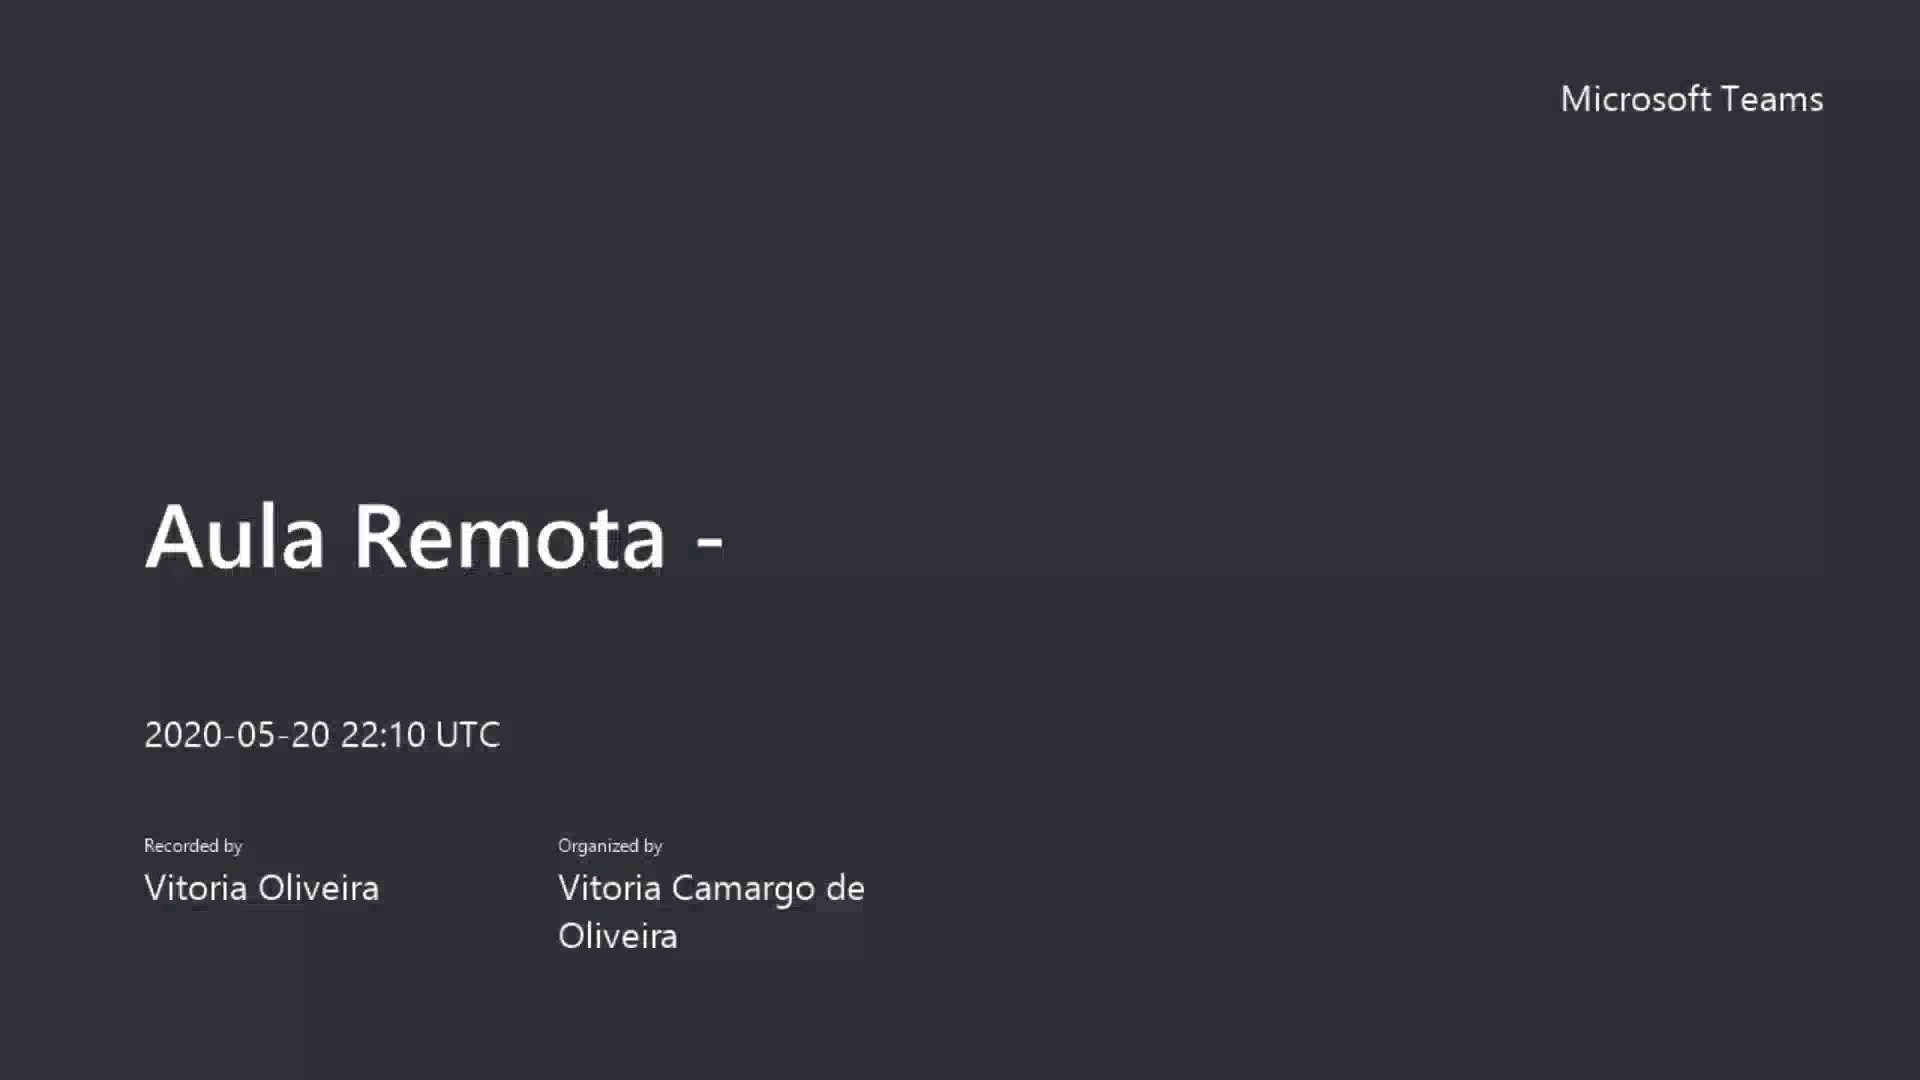 Microsoft Teams
Aula Remota -
2020-05-20 22:10 UTC
Recorded by
Vitoria Oliveira
Organized by
Vitoria Camargo de
Oliveira